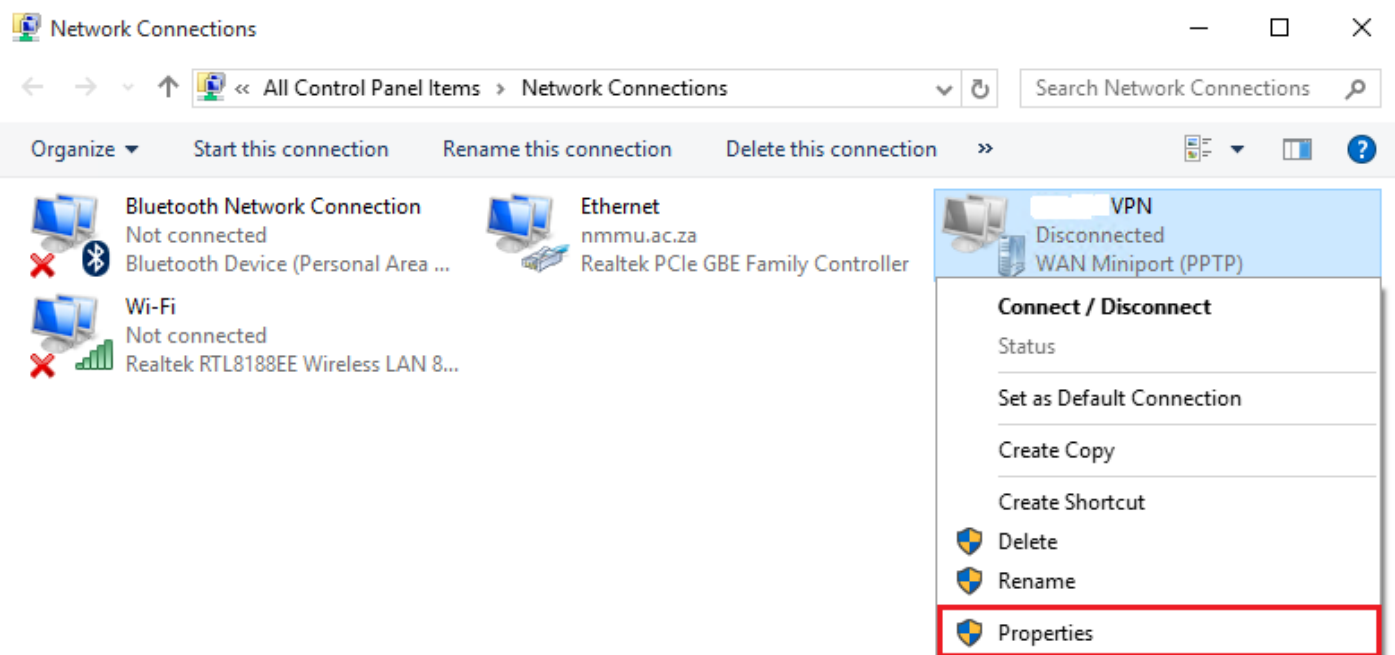 Network Connections
« All Control Panel Items › Network Connections
Search Network Connections
Organize Start this connection Rename this connection Delete this connection »
Bluetooth Network Connection
Not connected
Bluetooth Device (Personal Area ...
Ethernet
nmmu.ac.za
Realtek PCIe GBE Family Controller
VPN
Disconnected
WAN Miniport (PPTP)
Wi-Fi
Not connected
Realtek RTL8188EE Wireless LAN 8...
Connect / Disconnect
Status
Set as Default Connection
Create Copy
Create Shortcut
Delete
Rename
Properties